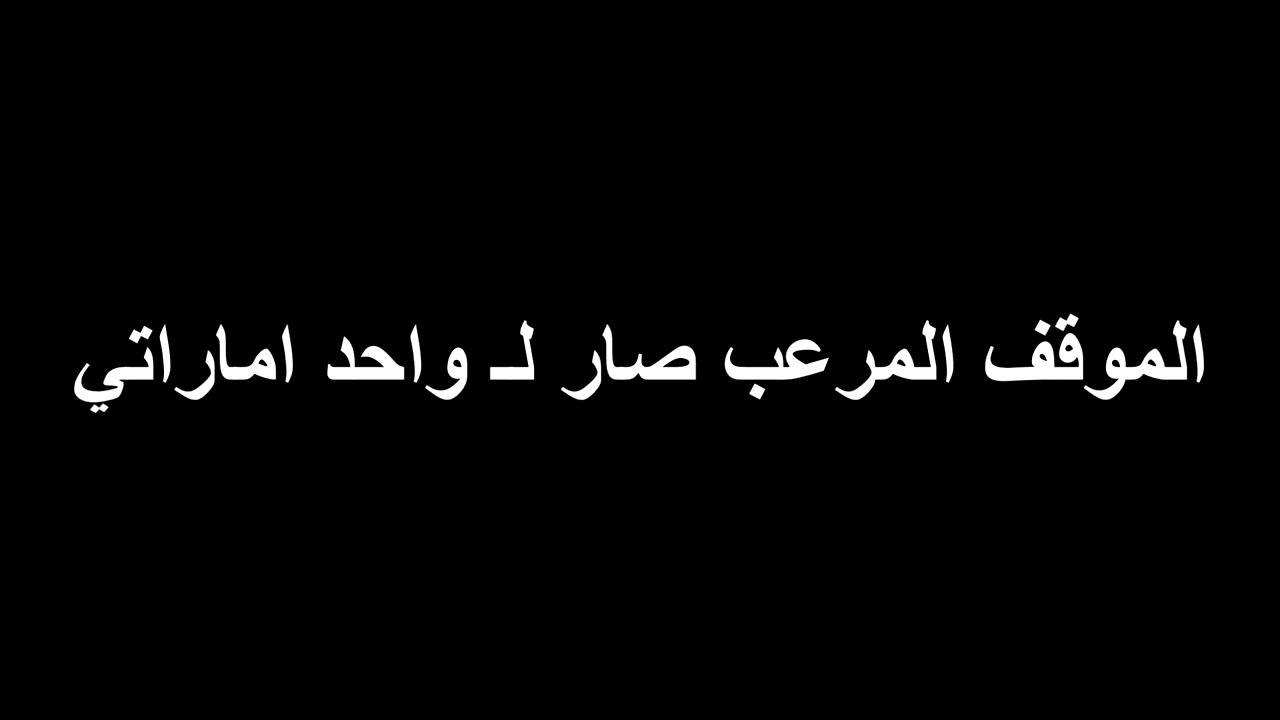 الموقف المرعب صار لـ واحد اماراتي